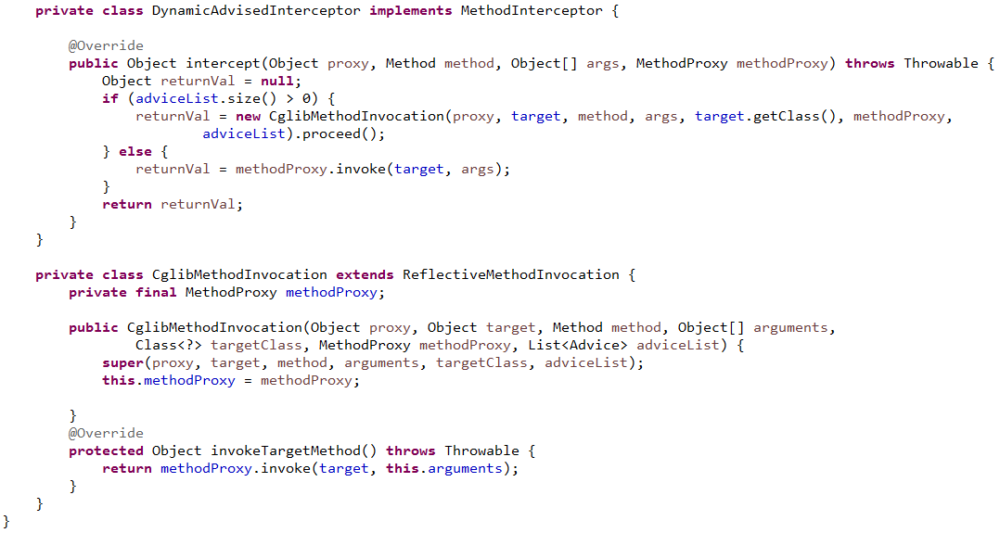 private class DynamicAdvisedInterceptor implements MethodInterceptor {
@Override
public Object intercept(Object proxy, Method method, Object[] args, MethodProxy methodProxy) throws Throwable {
Object returnVal = null;
if (adviceList.size() > 0) {
returnVal = new CglibMethodInvocation(proxy, target, method, args, target.getClass(), methodProxy,
adviceList).proceed();
} else {
returnVal = methodProxy.invoke(target, args);
}
return returnVal;
}
}
private class CglibMethodInvocation extends ReflectiveMethodInvocation {
private final MethodProxy methodProxy;
public CglibMethodInvocation(Object proxy, Object target, Method method, Object[] arguments,
Class<?> targetClass, MethodProxy methodProxy, List<Advice> adviceList) {
super(proxy, target, method, arguments, targetClass, adviceList);
this.methodProxy = methodProxy;
}
@Override
protected Object invokeTargetMethod() throws Throwable {
return methodProxy.invoke(target, this.arguments);
}
}
}